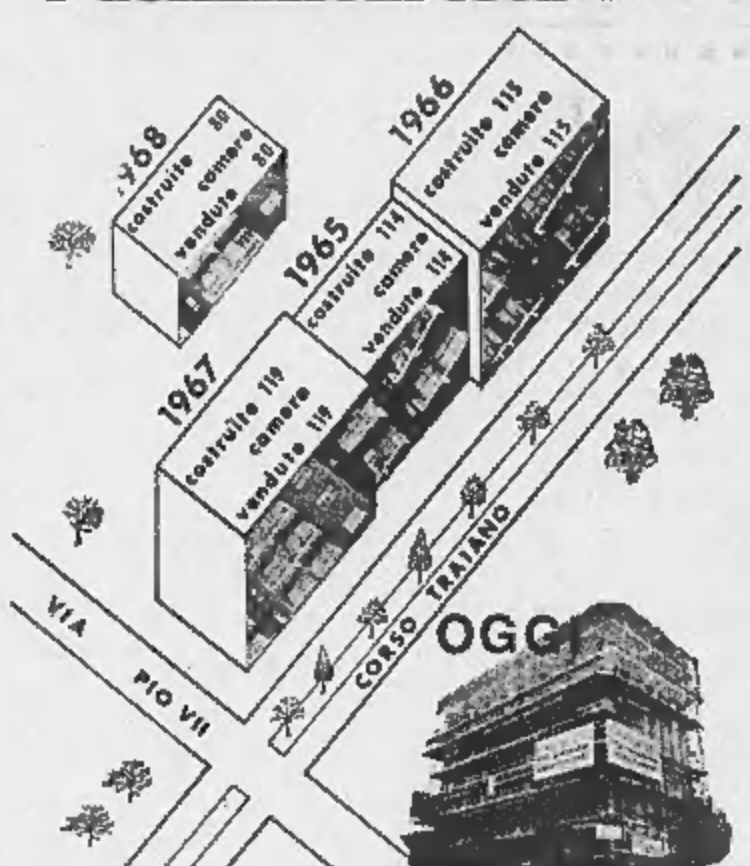 1968
costruite 80
camere
vendute 80
1966
costruite 115
camere
vendute 115
1965
costruite 114
camere
vendute 114
1967
costruite 119
camere
vendute 119
VIA
PIO VII
CORSO TRAIANO
OGGI